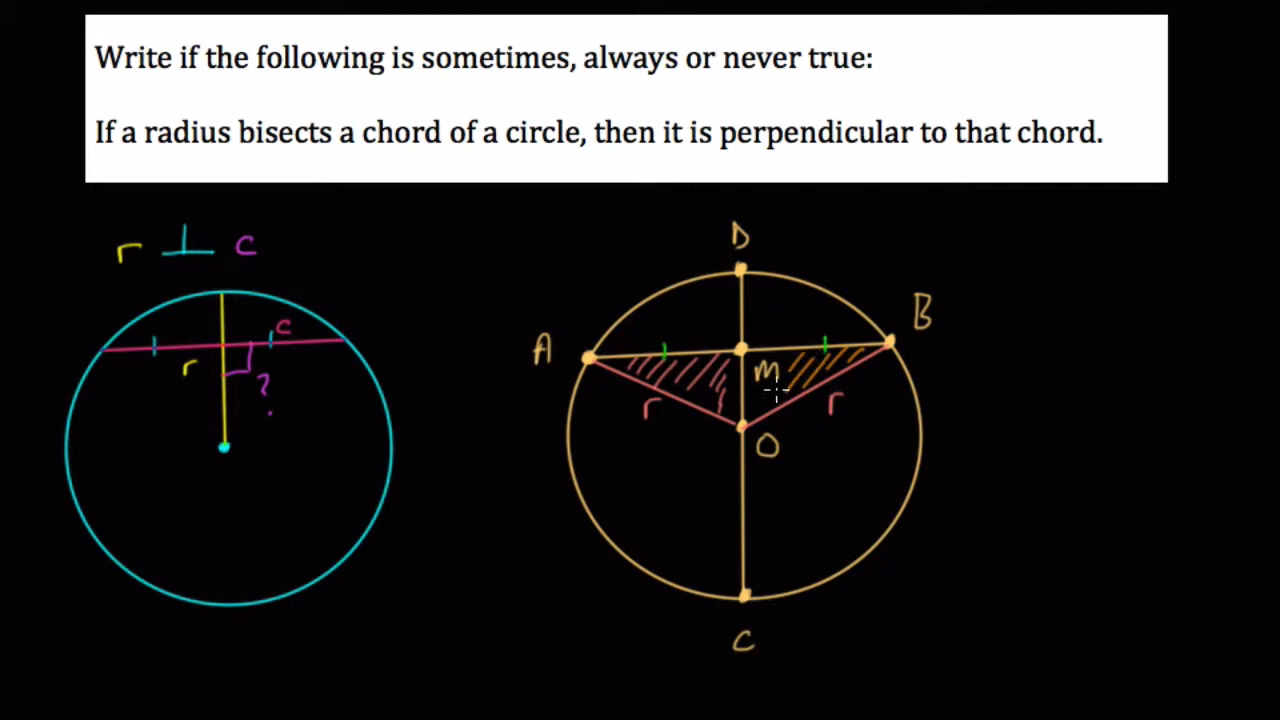 Write if the following is sometimes, always or never true:
If a radius bisects a chord of a circle, then it is perpendicular to that chord.
r ⊥ c
D
B
c
A
M
r
?
r
r
O
C